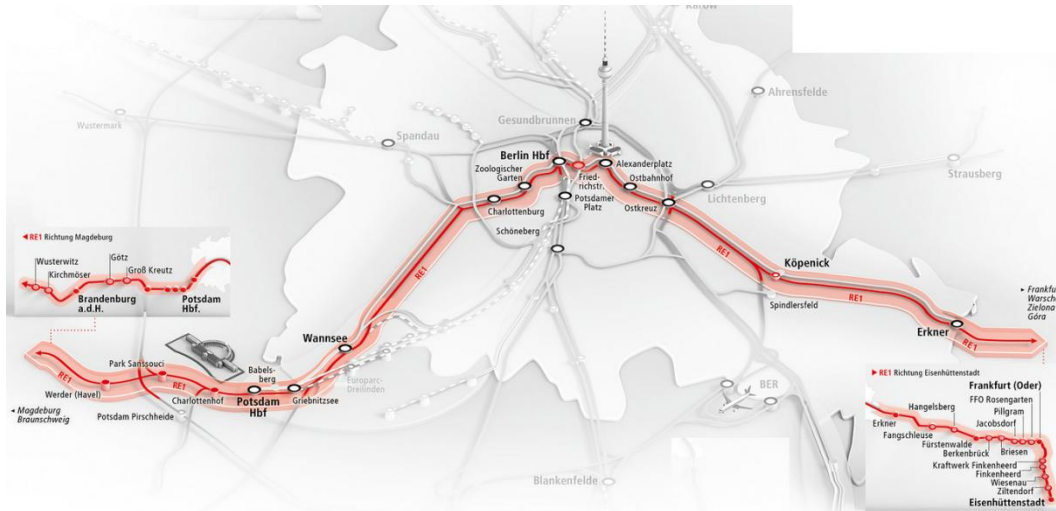 Karow
Ahrensfelde
Wustermark
Spandau
Gesundbrunnen
Berlin Hbf
Alexanderplatz
Zoologischer
Garten
Fried-
richstr.
Ostbahnhof
Lichtenberg
Strausberg
Charlottenburg
Potsdamer
Platz
Ostkreuz
Schöneberg
◄ RE1 Richtung Magdeburg
Wusterwitz
Kirchmöser
Götz
Groß Kreutz
Brandenburg
a.d.H.
Potsdam
Hbf.
RE1
RE1
Köpenick
RE1
Spindlersfeld
Erkner
RE1
► Frankfu
Warsch
Zielona
Góra
Wannsee
Park Sanssouci
Babels-
berg
Europarc-
Dreilinden
BER
RE1
RE1
Werder (Havel)
Charlottenhof
Potsdam
Hbf
Griebnitzsee
◄ Magdeburg
Braunschweig
Potsdam Pirschheide
Blankenfelde
► RE1 Richtung Eisenhüttenstadt
Frankfurt (Oder)
FFO Rosengarten
Pillgram
Jacobsdorf
Hangelsberg
Erkner
Fangschleuse
Fürstenwalde
Berkenbrück
Briesen
Kraftwerk Finkenheerd
Finkenheerd
Wiesenau
Ziltendorf
Eisenhüttenstadt